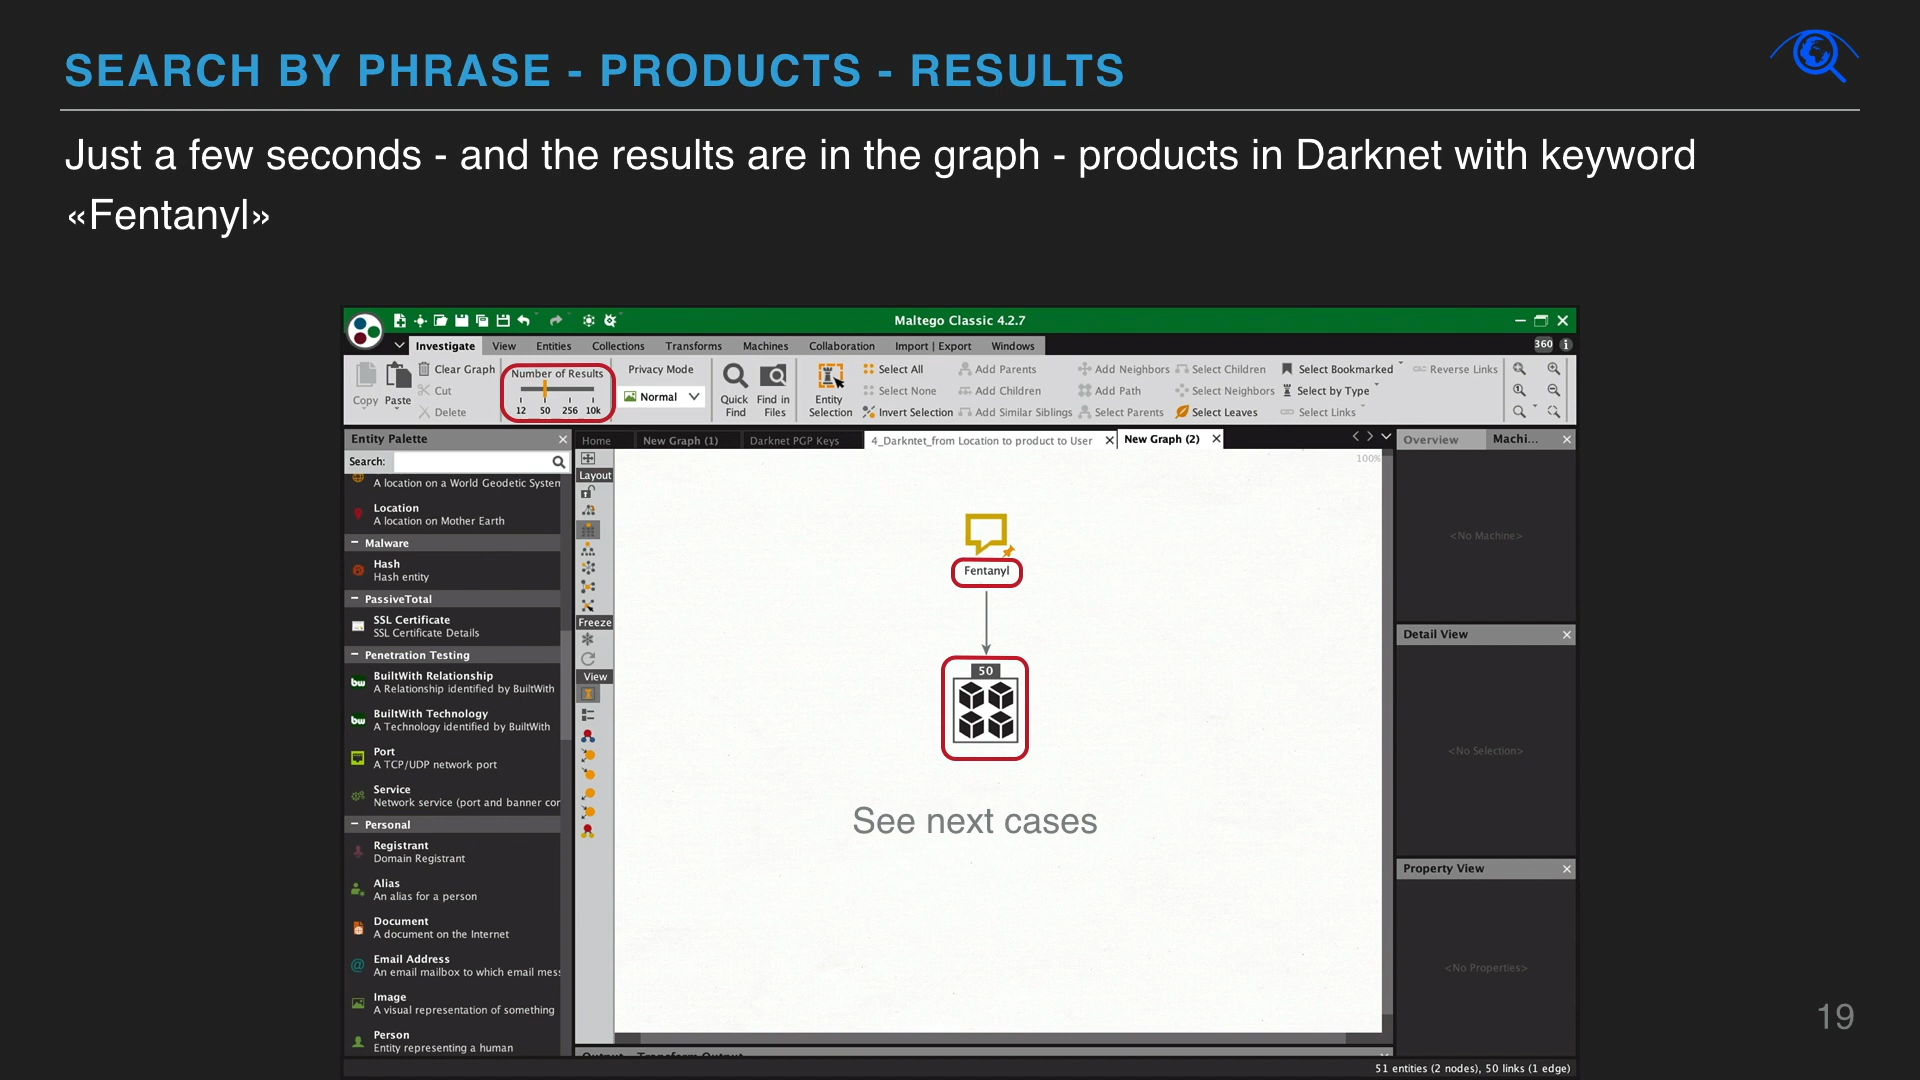 SEARCH BY PHRASE - PRODUCTS - RESULTS
Just a few seconds - and the results are in the graph - products in Darknet with keyword
«Fentanyl»
Maltego Classic 4.2.7
Investigate View Entities Collections Transforms Machines Collaboration Import | Export Windows 360
Copy Paste Clear Graph Cut Delete
Number of Results
12 50 256 10k
Privacy Mode
Normal
Quick Find
Find in Files
Entity Selection
Select All Add Parents Add Neighbors Select Children Select Bookmarked Reverse Links
Select None Add Children Add Path Select Neighbors Select by Type
Invert Selection Add Similar Siblings Select Parents Select Leaves Select Links
Entity Palette
Search:
A location on a World Geodetic System
Location
A location on Mother Earth
Malware
Hash
Hash entity
PassiveTotal
SSL Certificate
SSL Certificate Details
Penetration Testing
BuiltWith Relationship
A Relationship identified by BuiltWith
BuiltWith Technology
A Technology identified by BuiltWith
Port
A TCP/UDP network port
Service
Network service (port and banner cor
Personal
Registrant
Domain Registrant
Alias
An alias for a person
Document
A document on the Internet
Email Address
An email mailbox to which email mess
Image
A visual representation of something
Person
Entity representing a human
Home New Graph (1) Darknet PGP Keys 4_Darkntet_from Location to product to User New Graph (2)
Layout
Freeze
View
100%
Fentanyl
50
See next cases
Output - Transform Output
Overview Machi...
<No Machine>
Detail View
<No Selection>
Property View
<No Properties>
51 entities (2 nodes), 50 links (1 edge)
19